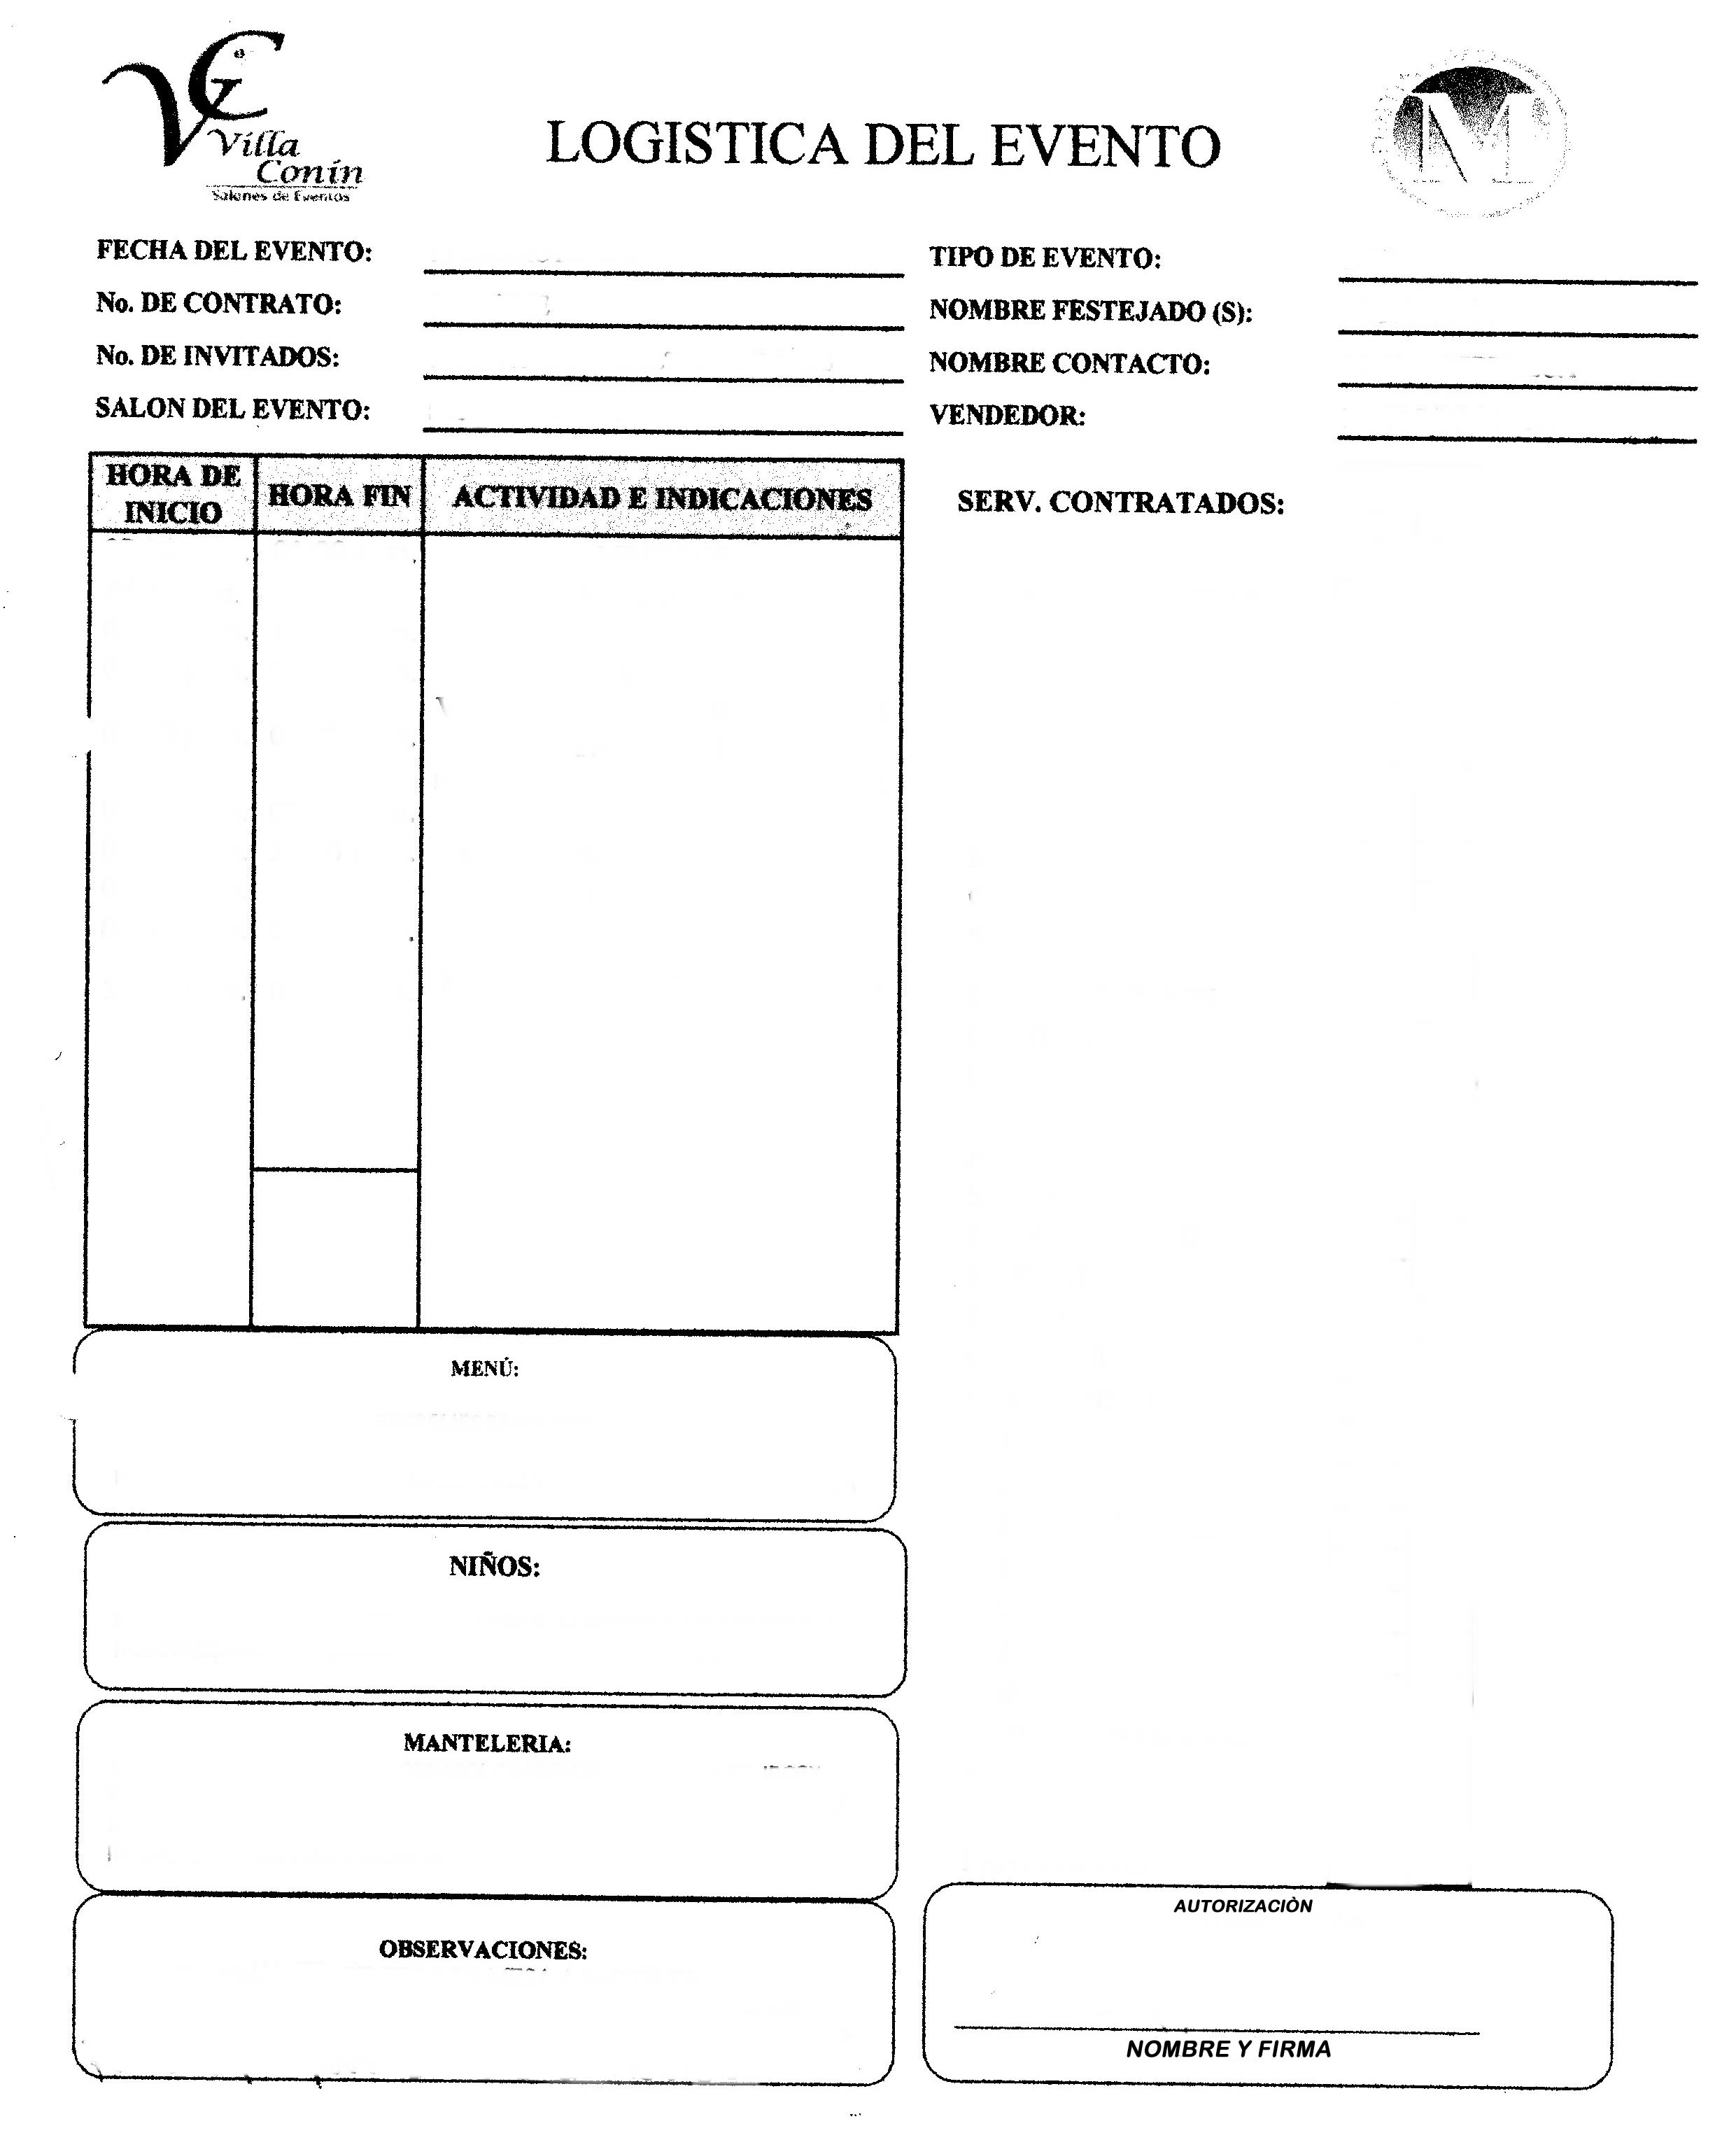 Villa
Conín
Salones de Eventos
LOGISTICA DEL EVENTO
M
FECHA DEL EVENTO:
No. DE CONTRATO:
No. DE INVITADOS:
SALON DEL EVENTO:
TIPO DE EVENTO:
NOMBRE FESTEJADO (S):
NOMBRE CONTACTO:
VENDEDOR:
HORA DE INICIO
HORA FIN
ACTIVIDAD E INDICACIONES
SERV. CONTRATADOS:
MENÚ:
NIÑOS:
MANTELERIA:
OBSERVACIONES:
AUTORIZACIÒN
NOMBRE Y FIRMA